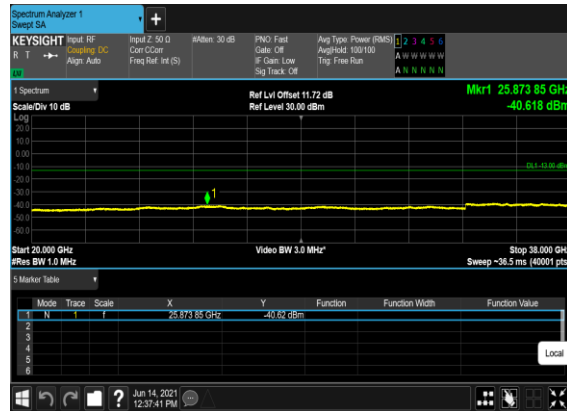 Spectrum Analyzer 1
Swept SA
+
KEYSIGHT Input: RF Input Z: 50 Ω #Atten: 30 dB PNO: Fast Avg Type: Power (RMS) 1 2 3 4 5 6
R T Coupling: DC Corr CCorr Gate: Off Avg|Hold: 100/100 A W W W W W
Align: Auto Freq Ref: Int (S) IF Gain: Low Trig: Free Run
Sig Track: Off A N N N N N
1 Spectrum Ref Lvl Offset 11.72 dB Mkr1 25.873 85 GHz
Scale/Div 10 dB Ref Level 30.00 dBm -40.618 dBm
Log
20.0
10.0
0.00
-10.0 DL1 -13.00 dBm
-20.0
-30.0 1
-40.0
-50.0
-60.0
Start 20.000 GHz Video BW 3.0 MHz* Stop 38.000 GHz
#Res BW 1.0 MHz Sweep ~36.5 ms (40001 pts)
5 Marker Table
Mode Trace Scale X Y Function Function Width Function Value
1 N 1 f 25.873 85 GHz -40.62 dBm
2
3
4
5
6
Local
? Jun 14, 2021
12:37:41 PM